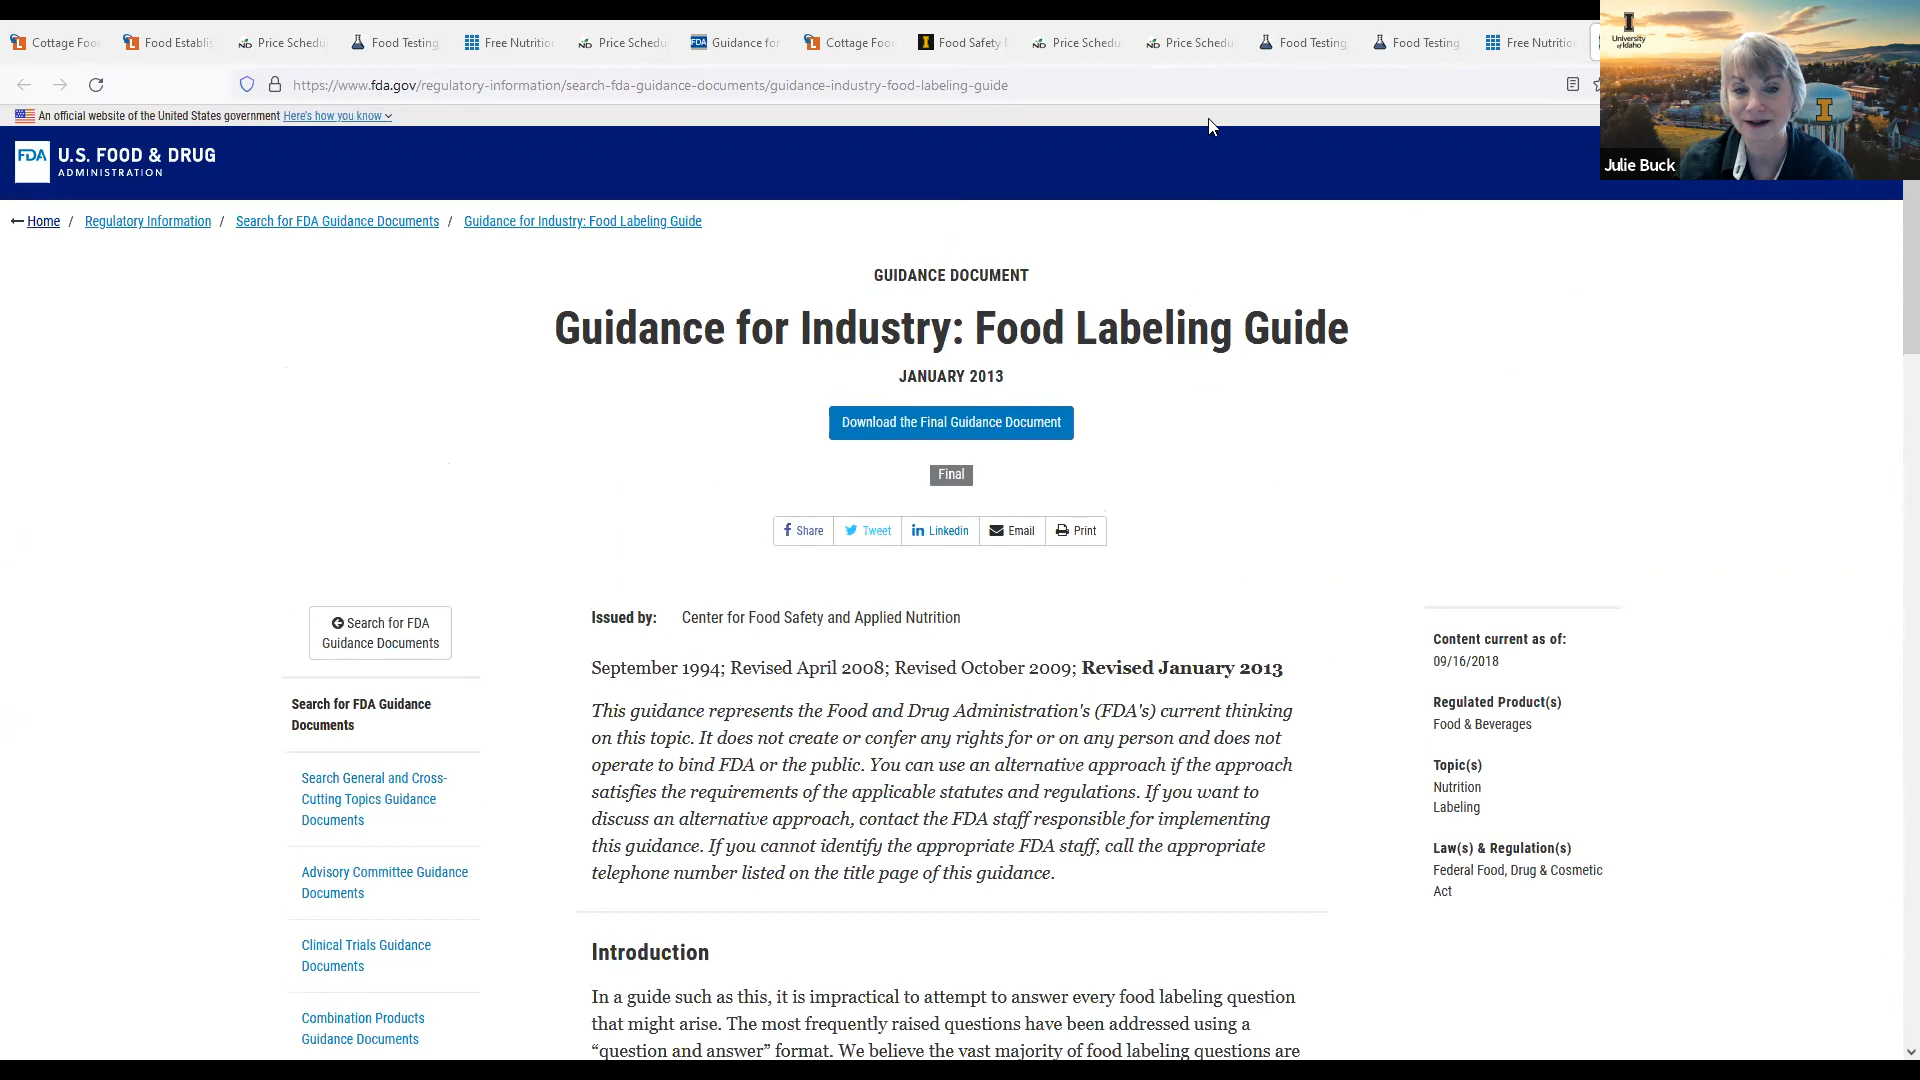 Cottage Foo
Food Establis
Price Schedu
Food Testing
Free Nutrition
Price Schedu
Guidance for
Cottage Foo
Food Safety
Price Schedu
Price Schedu
Food Testing
Food Testing
Free Nutrition
https://www.fda.gov/regulatory-information/search-fda-guidance-documents/guidance-industry-food-labeling-guide
University of Idaho
Julie Buck
An official website of the United States government Here's how you know
FDA U.S. FOOD & DRUG
ADMINISTRATION
Home / Regulatory Information / Search for FDA Guidance Documents / Guidance for Industry: Food Labeling Guide
GUIDANCE DOCUMENT
Guidance for Industry: Food Labeling Guide
JANUARY 2013
Download the Final Guidance Document
Final
Share Tweet Linkedin Email Print
Search for FDA
Guidance Documents
Search for FDA Guidance
Documents
Search General and Cross-
Cutting Topics Guidance
Documents
Advisory Committee Guidance
Documents
Clinical Trials Guidance
Documents
Combination Products
Guidance Documents
Issued by: Center for Food Safety and Applied Nutrition
September 1994; Revised April 2008; Revised October 2009; Revised January 2013
This guidance represents the Food and Drug Administration's (FDA's) current thinking
on this topic. It does not create or confer any rights for or on any person and does not
operate to bind FDA or the public. You can use an alternative approach if the approach
satisfies the requirements of the applicable statutes and regulations. If you want to
discuss an alternative approach, contact the FDA staff responsible for implementing
this guidance. If you cannot identify the appropriate FDA staff, call the appropriate
telephone number listed on the title page of this guidance.
Introduction
In a guide such as this, it is impractical to attempt to answer every food labeling question
that might arise. The most frequently raised questions have been addressed using a
“question and answer” format. We believe the vast majority of food labeling questions are
Content current as of:
09/16/2018
Regulated Product(s)
Food & Beverages
Topic(s)
Nutrition
Labeling
Law(s) & Regulation(s)
Federal Food, Drug & Cosmetic
Act